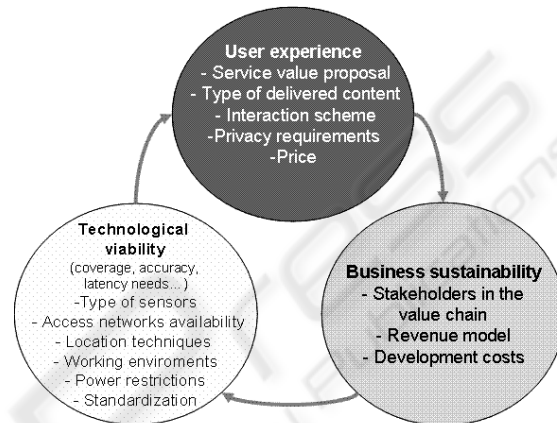 User experience
- Service value proposal
- Type of delivered content
- Interaction scheme
-Privacy requirements
-Price
Technological
viability
(coverage, accuracy,
latency needs... )
-Type of sensors
- Access networks availability
- Location techniques
- Working enviroments
- Power restrictions
- Standardization
Business sustainability
- Stakeholders in the
value chain
- Revenue model
- Development costs